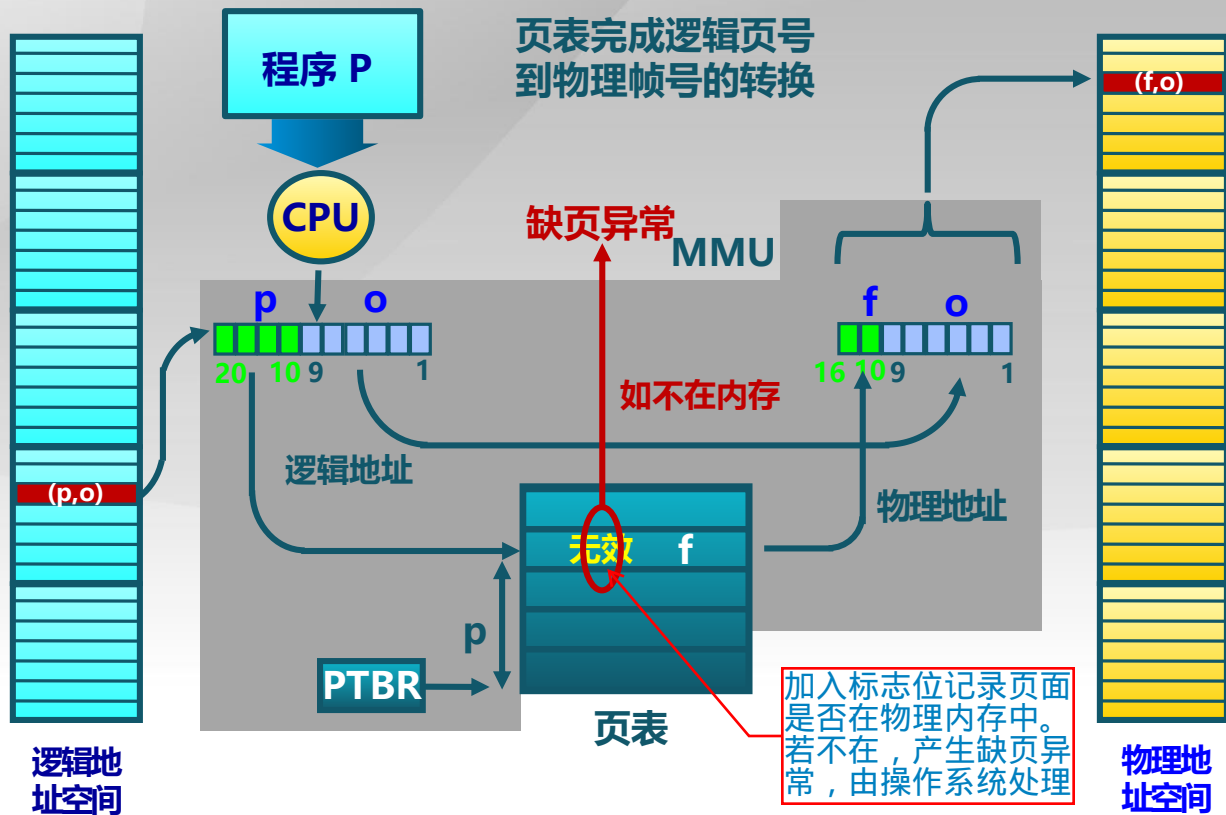 程序 P
页表完成逻辑页号
到物理帧号的转换
(f,o)
CPU
缺页异常
MMU
p
o
f
o
20
10
9
1
16
10
9
1
如不在内存
逻辑地址
(p,o)
物理地址
无效
f
p
PTBR
页表
加入标志位记录页面
是否在物理内存中。
若不在，产生缺页异
常，由操作系统处理
逻辑地
址空间
物理地
址空间